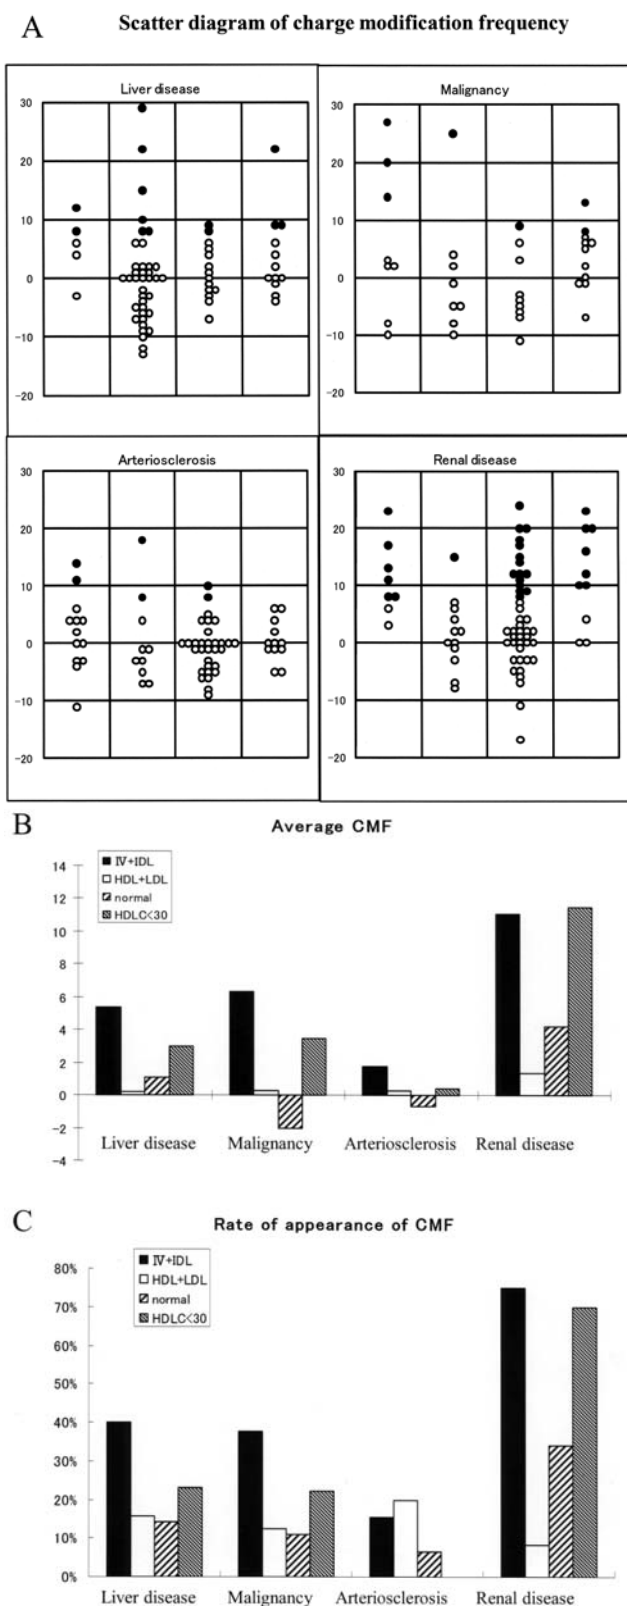 A
Scatter diagram of charge modification frequency
Liver disease
30
20
10
0
-10
-20
Malignancy
30
20
10
0
-10
-20
Arteriosclerosis
30
20
10
0
-10
-20
Renal disease
30
20
10
0
-10
-20
B
Average CMF
14
12
10
8
6
4
2
0
-2
-4
Ⅳ+IDL
HDL+LDL
normal
HDLC<30
Liver disease Malignancy Arteriosclerosis Renal disease
C
Rate of appearance of CMF
80%
70%
60%
50%
40%
30%
20%
10%
0%
Ⅳ+IDL
HDL+LDL
normal
HDLC<30
Liver disease Malignancy Arteriosclerosis Renal disease